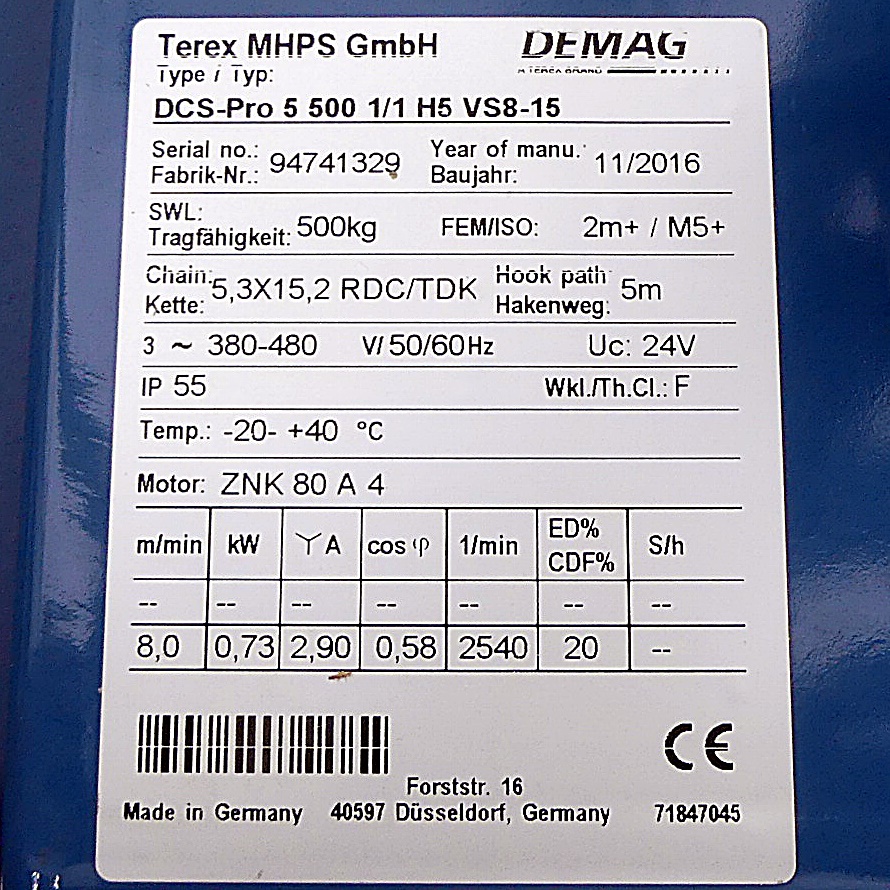 Terex MHPS GmbH DEMAG
Type / Typ: A TEREX BRAND
DCS-Pro 5 500 1/1 H5 VS8-15
Serial no.: Year of manu.:
Fabrik-Nr.: 94741329 Baujahr: 11/2016
SWL:
Tragfähigkeit: 500kg FEM/ISO: 2m+ / M5+
Chain: Hook path:
Kette: 5,3X15,2 RDC/TDK Hakenweg: 5m
3 ~ 380-480 V/ 50/60Hz Uc: 24V
IP 55 Wkl./Th.Cl.: F
Temp.: -20- +40 °C
Motor: ZNK 80 A 4
m/min kW Y A cos φ 1/min ED% CDF% S/h
-- -- -- -- -- -- --
8,0 0,73 2,90 0,58 2540 20 --
CE
Forststr. 16
Made in Germany 40597 Düsseldorf, Germany 71847045